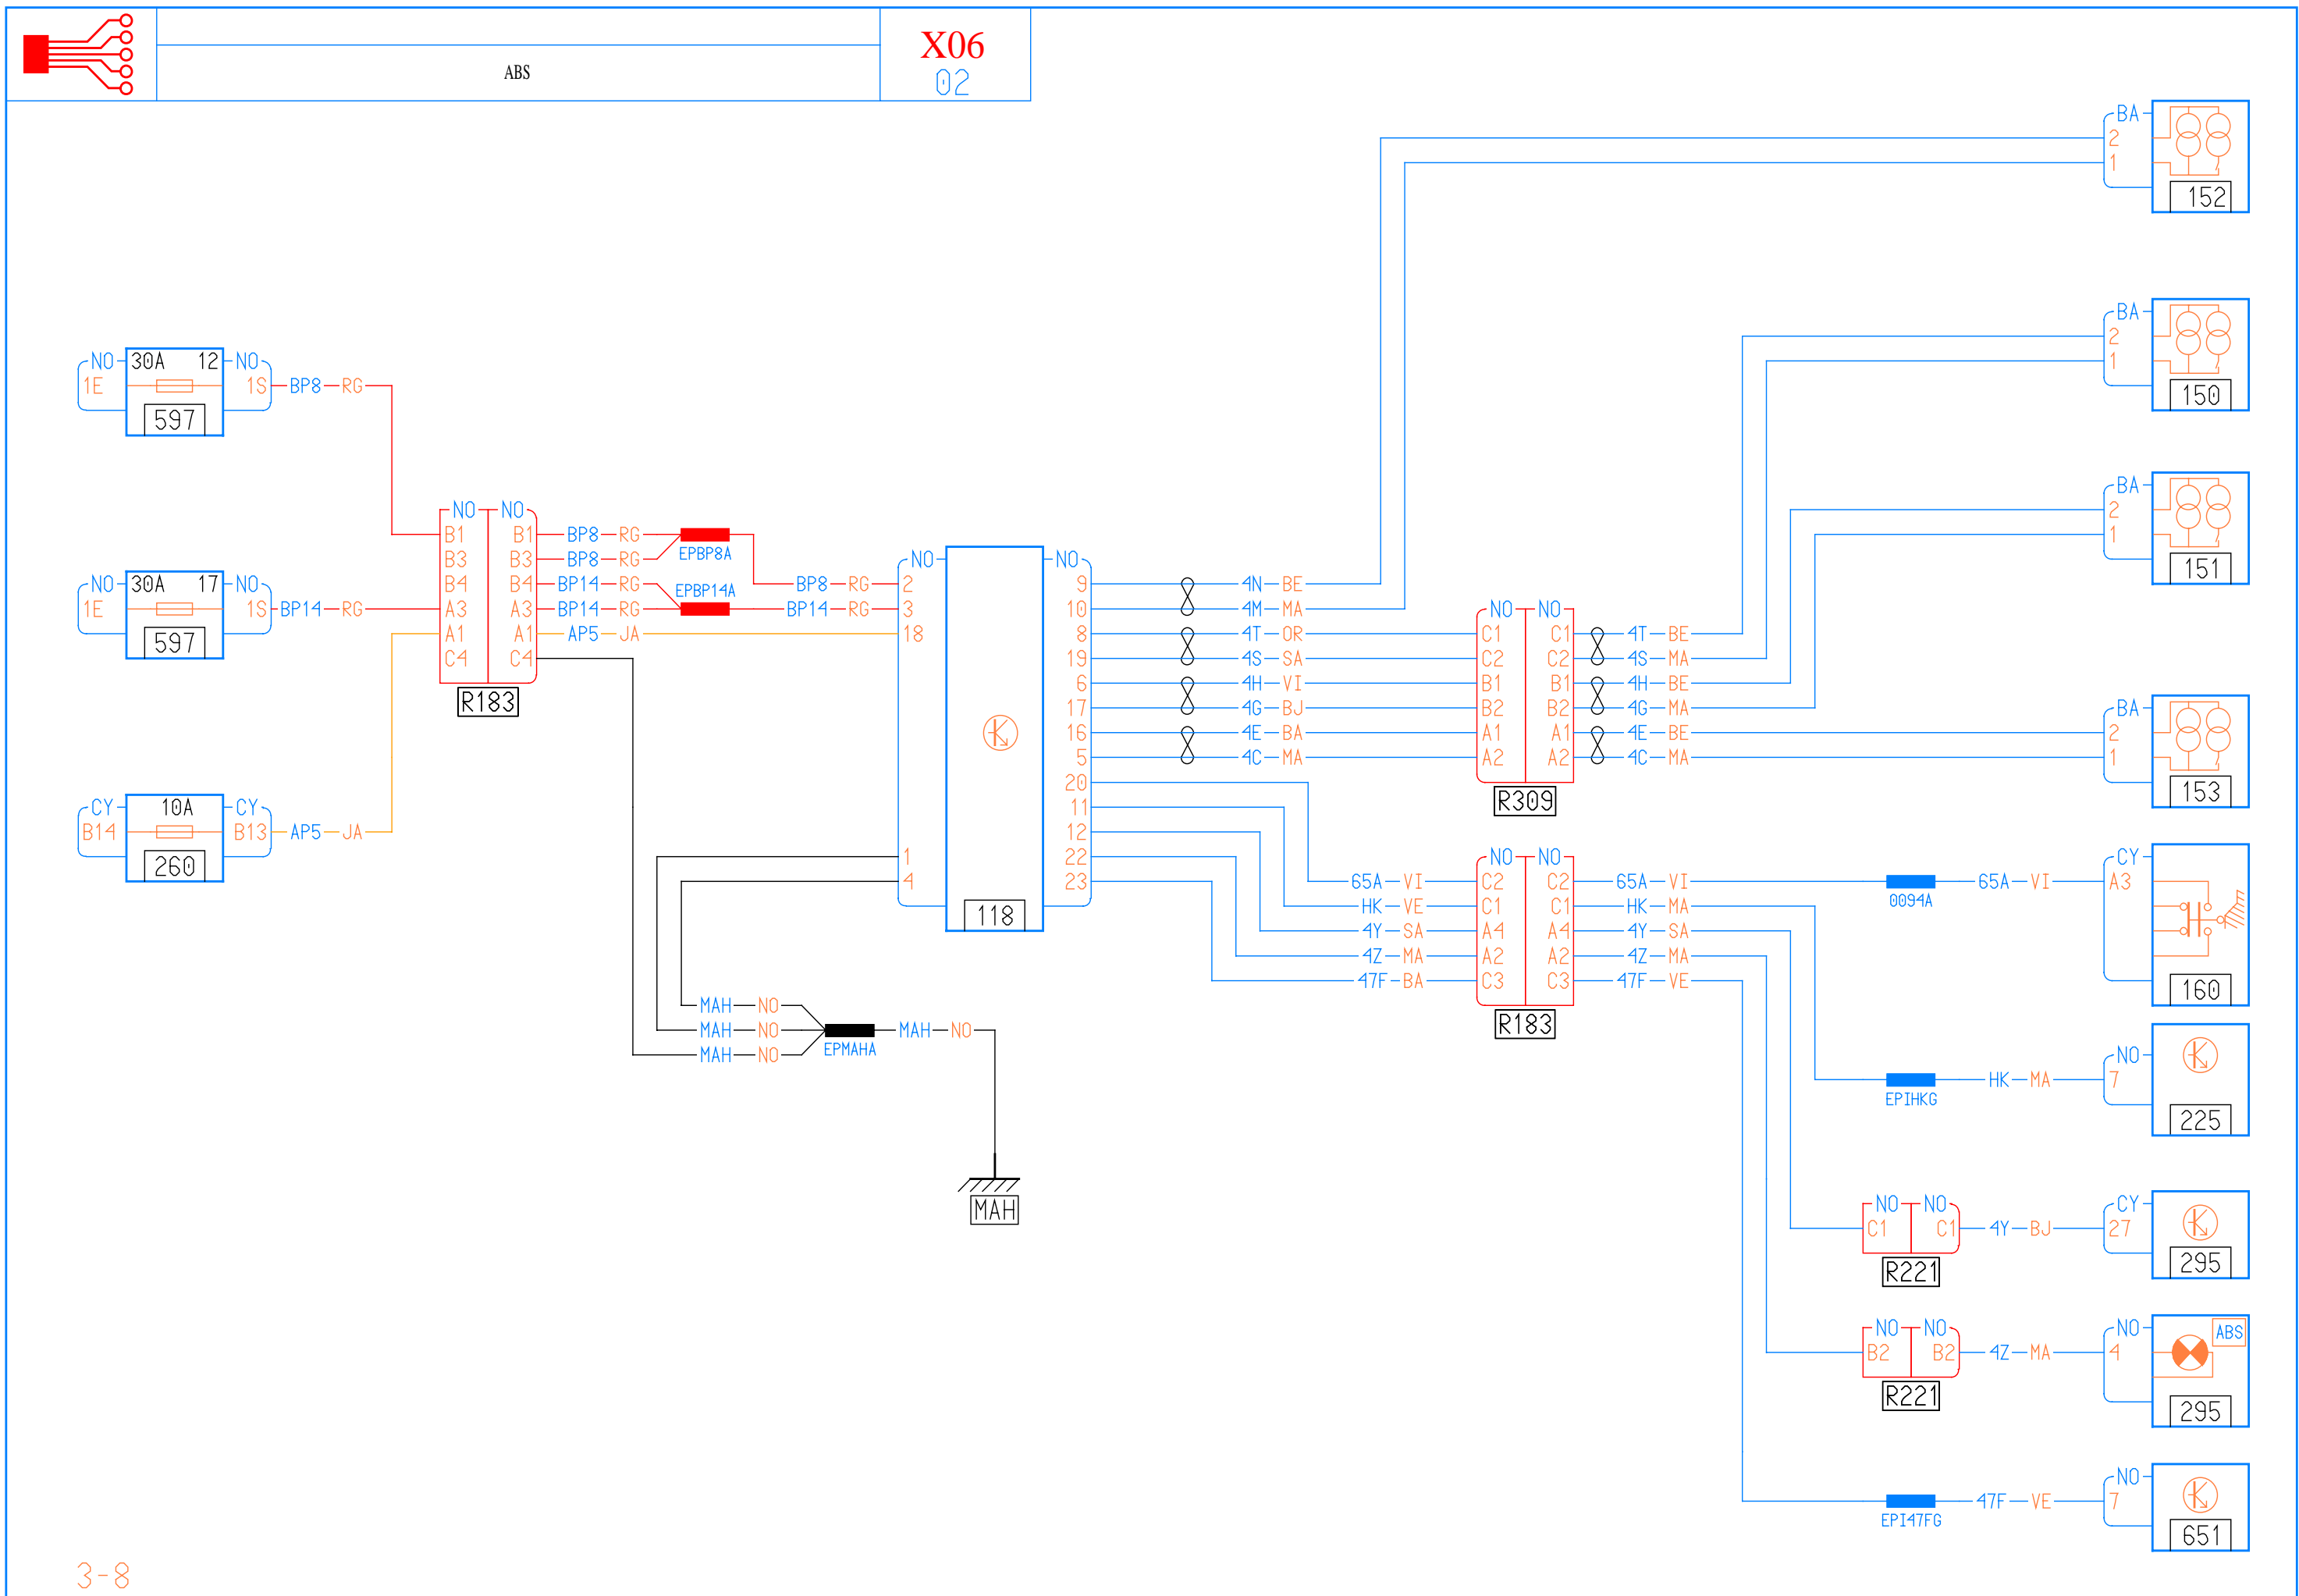 ABS
X06
02
NO 30A 12 NO
1E 1S BP8 RG
597
NO 30A 17 NO
1E 1S BP14 RG
597
CY 10A CY
B14 B13 AP5 JA
260
NO NO
B1 B1 BP8 RG
B3 B3 BP8 RG
B4 B4 BP14 RG
A3 A3 BP14 RG
A1 A1 AP5 JA
C4 C4
R183
EPBP8A
EPBP14A
BP8 RG
BP14 RG
NO NO
2
3
18
1
4
118
9 4N BE
10 4M MA
8 4T OR
19 4S SA
6 4H VI
17 4G BJ
16 4E BA
5 4C MA
20
11
12
22
23
MAH NO
MAH NO
MAH NO
EPMAHA
MAH NO
MAH
NO NO
C1 C1 4T BE
C2 C2 4S MA
B1 B1 4H BE
B2 B2 4G MA
A1 A1 4E BE
A2 A2 4C MA
R309
NO NO
65A VI C2 C2 65A VI
HK VE C1 C1 HK MA
4Y SA A4 A4 4Y SA
4Z MA A2 A2 4Z MA
47F BA C3 C3 47F VE
R183
BA
2
1
152
BA
2
1
150
BA
2
1
151
BA
2
1
153
CY
0094A 65A VI A3
160
NO
EPIHKG HK MA 7
225
NO NO CY
C1 C1 4Y BJ 27
R221 295
NO NO NO ABS
B2 B2 4Z MA 4
R221 295
NO
EPI47FG 47F VE 7
651
3-8